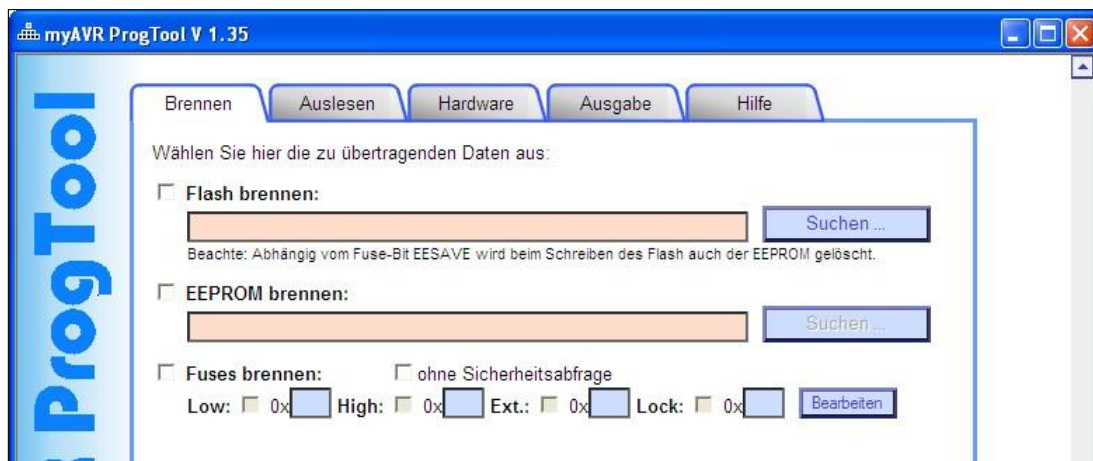 myAVR ProgTool V 1.35
Brennen Auslesen Hardware Ausgabe Hilfe
Wählen Sie hier die zu übertragenden Daten aus:
Flash brennen:
Suchen ...
Beachte: Abhängig vom Fuse-Bit EESAVE wird beim Schreiben des Flash auch der EEPROM gelöscht.
EEPROM brennen:
Suchen ...
Fuses brennen: ohne Sicherheitsabfrage
Low: 0x High: 0x Ext.: 0x Lock: 0x Bearbeiten
ProgTool